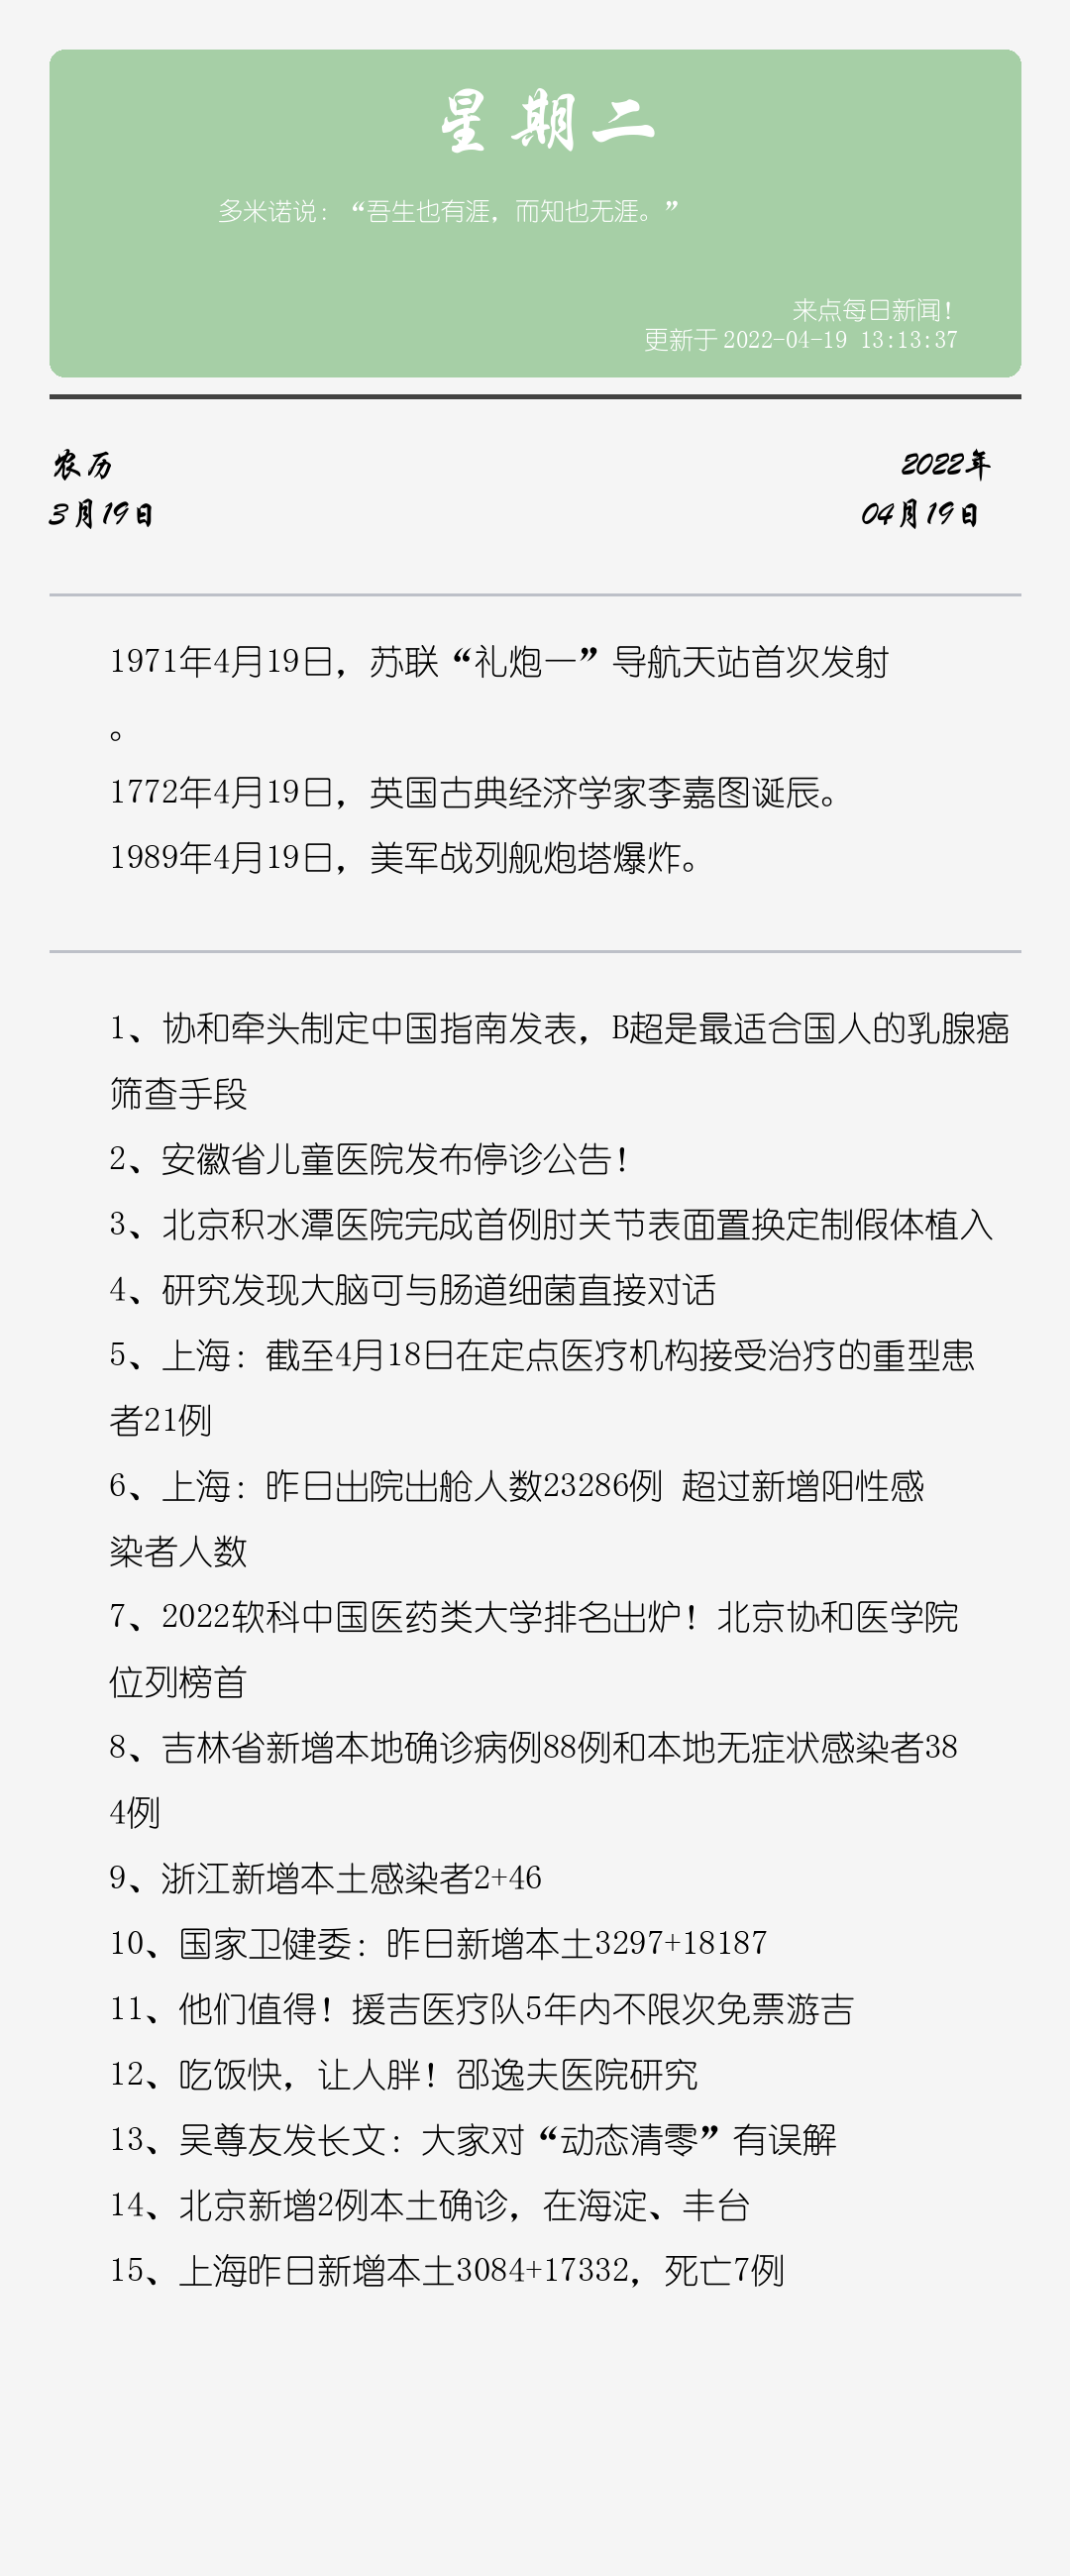 星期二
多米诺说：“吾生也有涯，而知也无涯。”
来点每日新闻！
更新于 2022-04-19 13:13:37
农历
2022年
3月19日
04月19日
1971年4月19日，苏联“礼炮一”导航天站首次发射
。
1772年4月19日，英国古典经济学家李嘉图诞辰。
1989年4月19日，美军战列舰炮塔爆炸。
1、协和牵头制定中国指南发表，B超是最适合国人的乳腺癌
筛查手段
2、安徽省儿童医院发布停诊公告！
3、北京积水潭医院完成首例肘关节表面置换定制假体植入
4、研究发现大脑可与肠道细菌直接对话
5、上海：截至4月18日在定点医疗机构接受治疗的重型患
者21例
6、上海：昨日出院出舱人数23286例 超过新增阳性感
染者人数
7、2022软科中国医药类大学排名出炉！北京协和医学院
位列榜首
8、吉林省新增本地确诊病例88例和本地无症状感染者38
4例
9、浙江新增本土感染者2+46
10、国家卫健委：昨日新增本土3297+18187
11、他们值得！援吉医疗队5年内不限次免票游吉
12、吃饭快，让人胖！邵逸夫医院研究
13、吴尊友发长文：大家对“动态清零”有误解
14、北京新增2例本土确诊，在海淀、丰台
15、上海昨日新增本土3084+17332，死亡7例